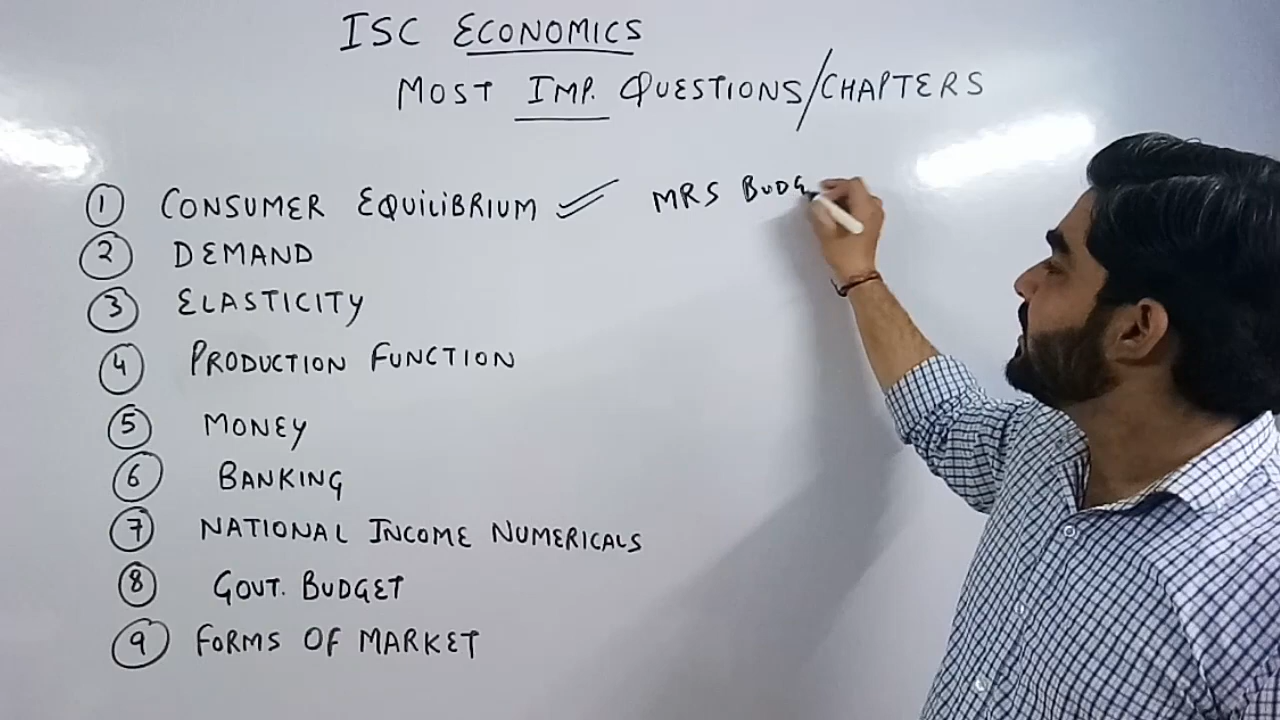 ISC ECONOMICS
MOST IMP. QUESTIONS/CHAPTERS
1 CONSUMER EQUILIBRIUM MRS BUDG
2 DEMAND
3 ELASTICITY
4 PRODUCTION FUNCTION
5 MONEY
6 BANKING
7 NATIONAL INCOME NUMERICALS
8 GOVT. BUDGET
9 FORMS OF MARKET